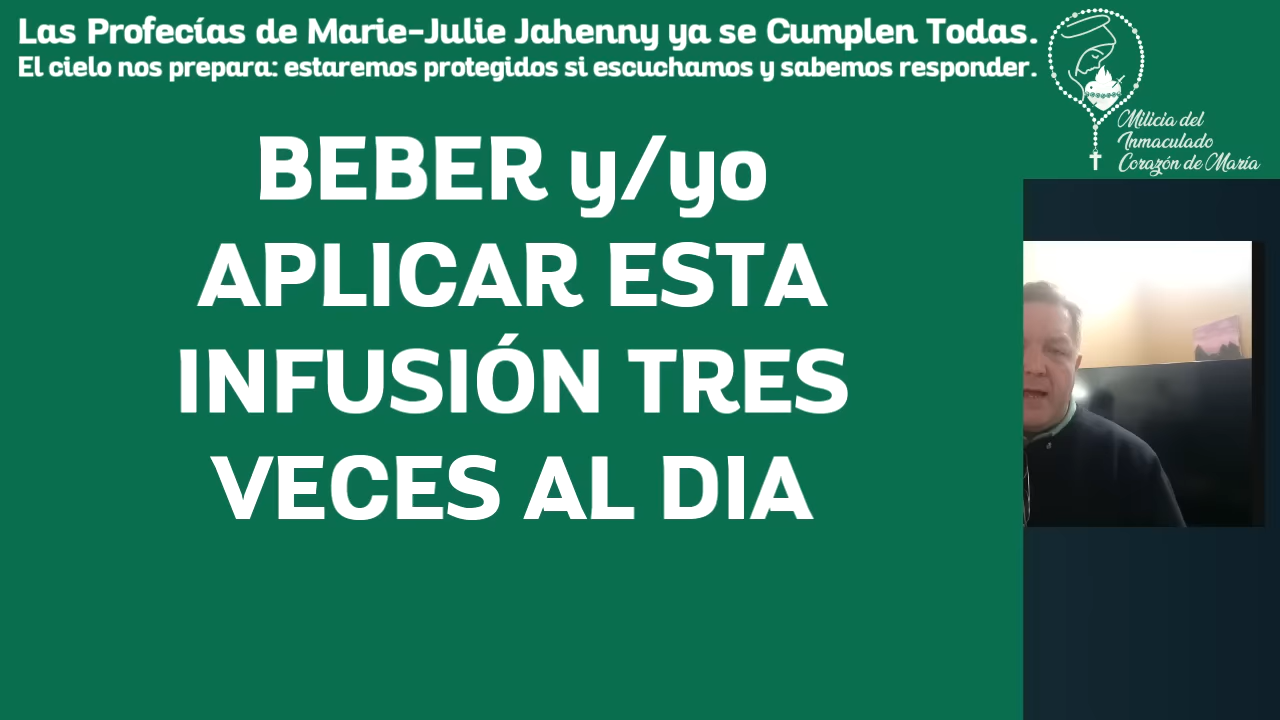 Las Profecías de Marie-Julie Jahenny ya se Cumplen Todas.
El cielo nos prepara: estaremos protegidos si escuchamos y sabemos responder.
Milicia del
Inmaculado
Corazón de María
BEBER y/yo
APLICAR ESTA
INFUSIÓN TRES
VECES AL DIA